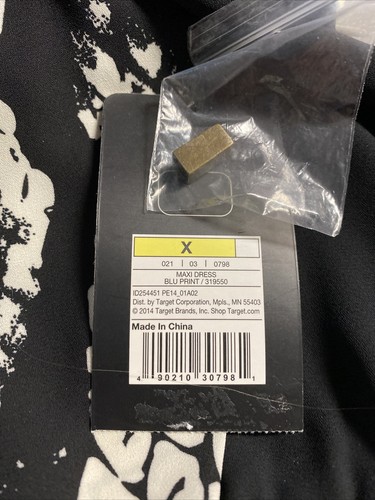 X
021 | 03 | 0798
MAXI DRESS
BLU PRINT / 319550
ID254451 PE14_01A02
Dist. by Target Corporation, Mpls., MN 55403
© 2014 Target Brands, Inc. Shop Target.com
Made In China
4 90210 30798 1